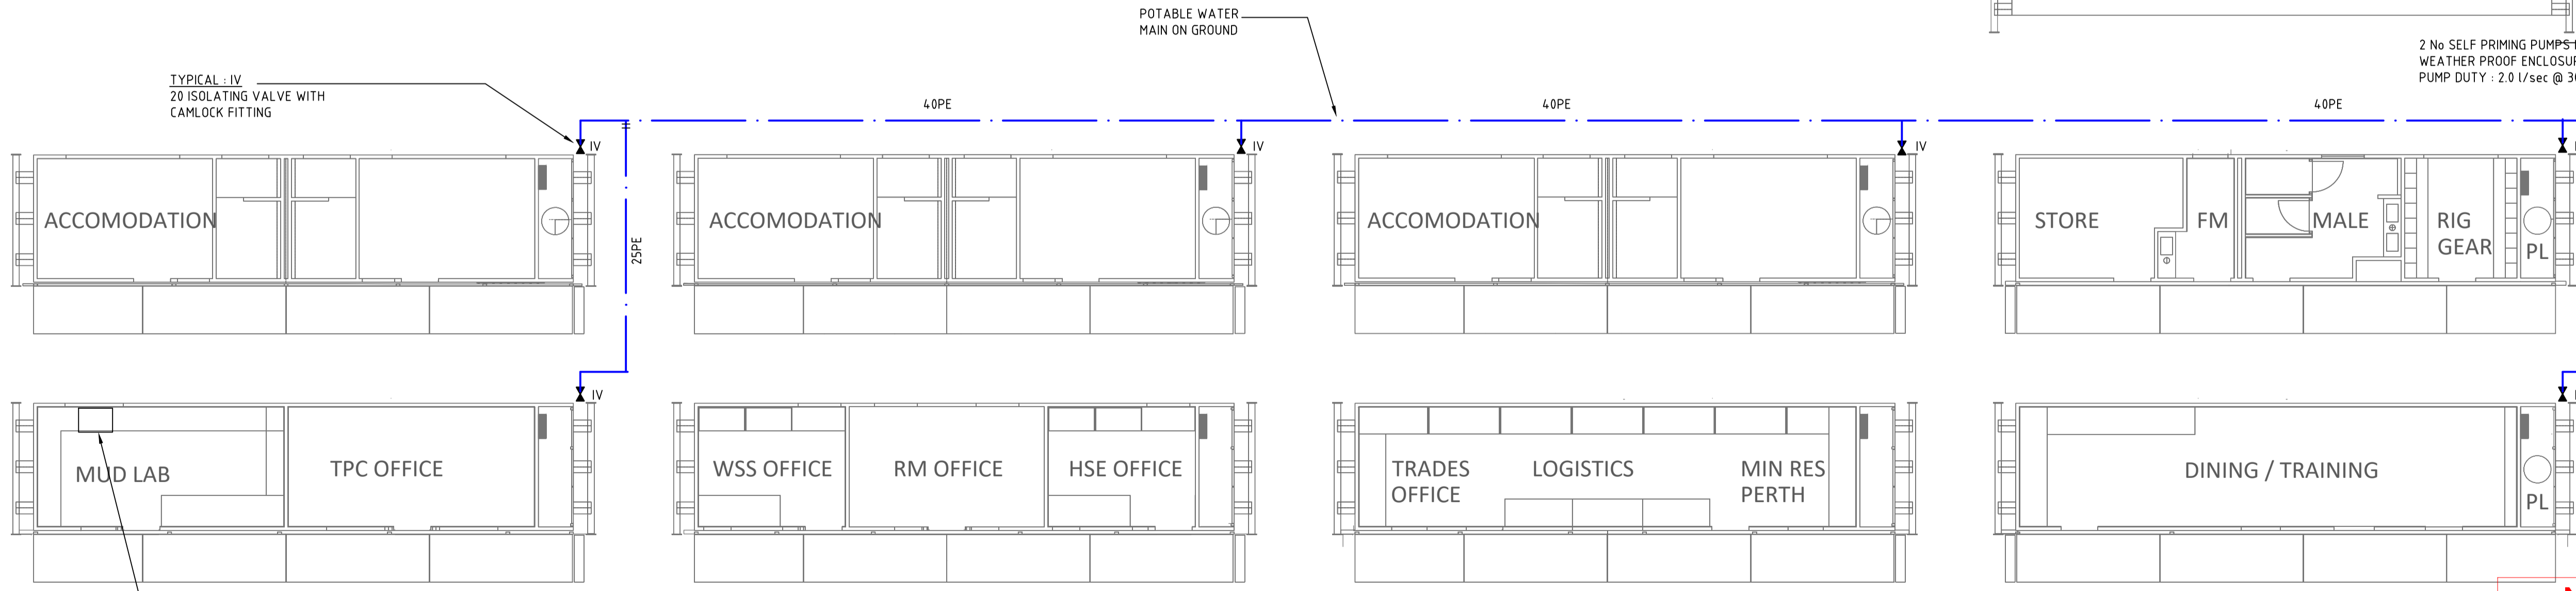 POTABLE WATER
MAIN ON GROUND
2 No SELF PRIMING PUMPS
WEATHER PROOF
PUMP DUTY : 2.0 l/sec @
TYPICAL : IV
20 ISOLATING VALVE WITH
CAMLOCK FITTING
40PE
40PE
40PE
IV
IV
IV
ACCOMODATION
ACCOMODATION
ACCOMODATION
STORE
FM
MALE
RIG
GEAR
PL
25PE
IV
MUD LAB
TPC OFFICE
WSS OFFICE
RM OFFICE
HSE OFFICE
TRADES
OFFICE
LOGISTICS
MIN RES
PERTH
DINING / TRAINING
PL